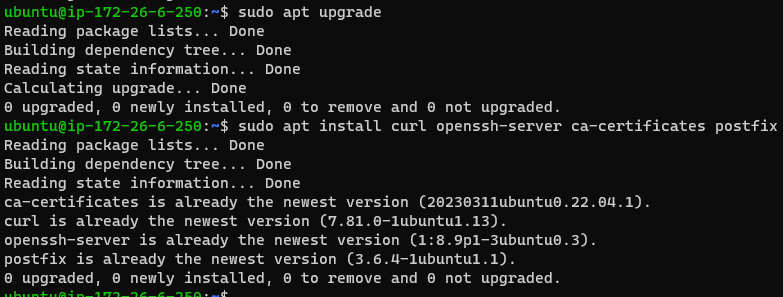 ubuntu@ip-172-26-6-250:~$ sudo apt upgrade
Reading package lists... Done
Building dependency tree... Done
Reading state information... Done
Calculating upgrade... Done
0 upgraded, 0 newly installed, 0 to remove and 0 not upgraded.
ubuntu@ip-172-26-6-250:~$ sudo apt install curl openssh-server ca-certificates postfix
Reading package lists... Done
Building dependency tree... Done
Reading state information... Done
ca-certificates is already the newest version (20230311ubuntu0.22.04.1).
curl is already the newest version (7.81.0-1ubuntu1.13).
openssh-server is already the newest version (1:8.9p1-3ubuntu0.3).
postfix is already the newest version (3.6.4-1ubuntu1.1).
0 upgraded, 0 newly installed, 0 to remove and 0 not upgraded.
ubuntu@ip-172-26-6-250:~$